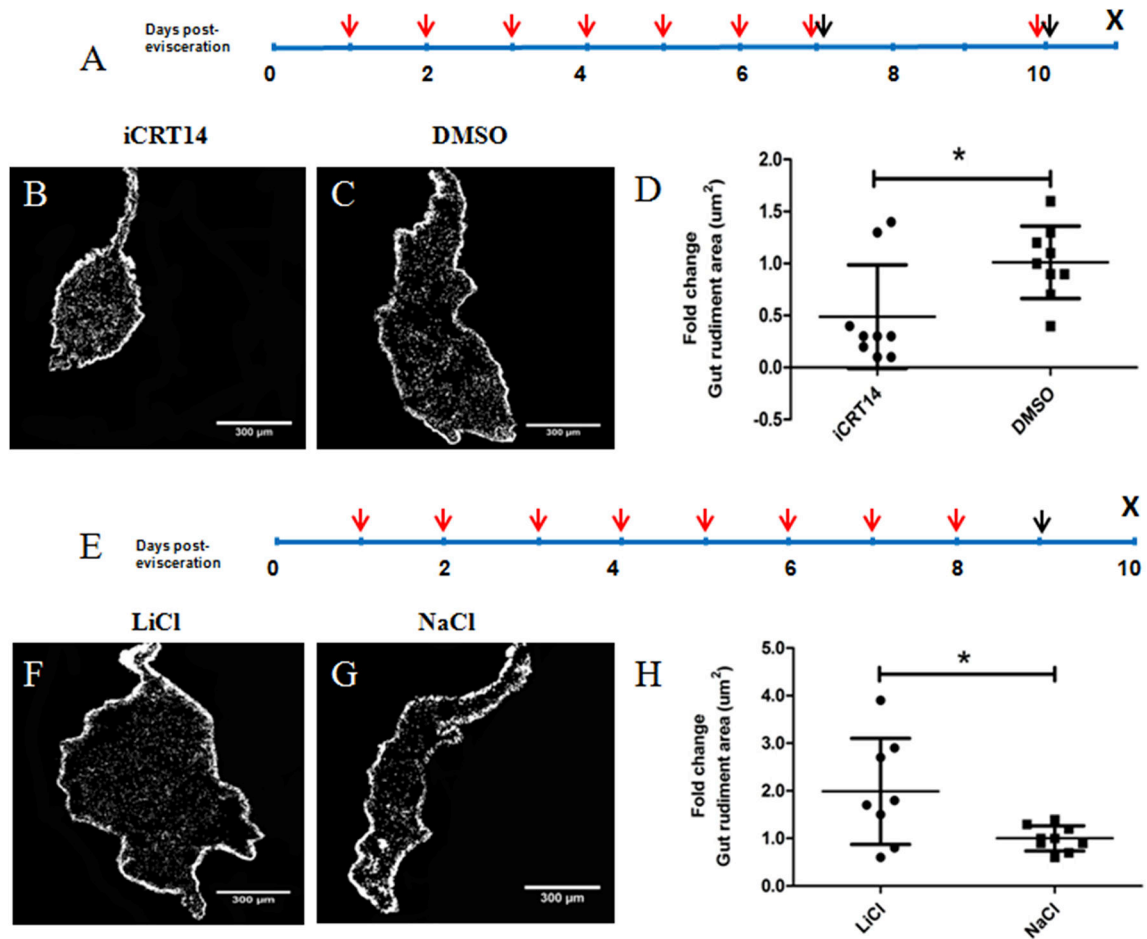 Days post-
evisceration
A
0 2 4 6 8 10
X
iCRT14
DMSO
B
300 µm
C
300 µm
D
Fold change
Gut rudiment area (um²)
2.0
1.5
1.0
0.5
0.0
-0.5
*
iCRT14
DMSO
E
Days post-
evisceration
0 2 4 6 8 10
X
LiCl
NaCl
F
300 µm
G
300 µm
H
Fold change
Gut rudiment area (um²)
5.0
4.0
3.0
2.0
1.0
0.0
*
LiCl
NaCl